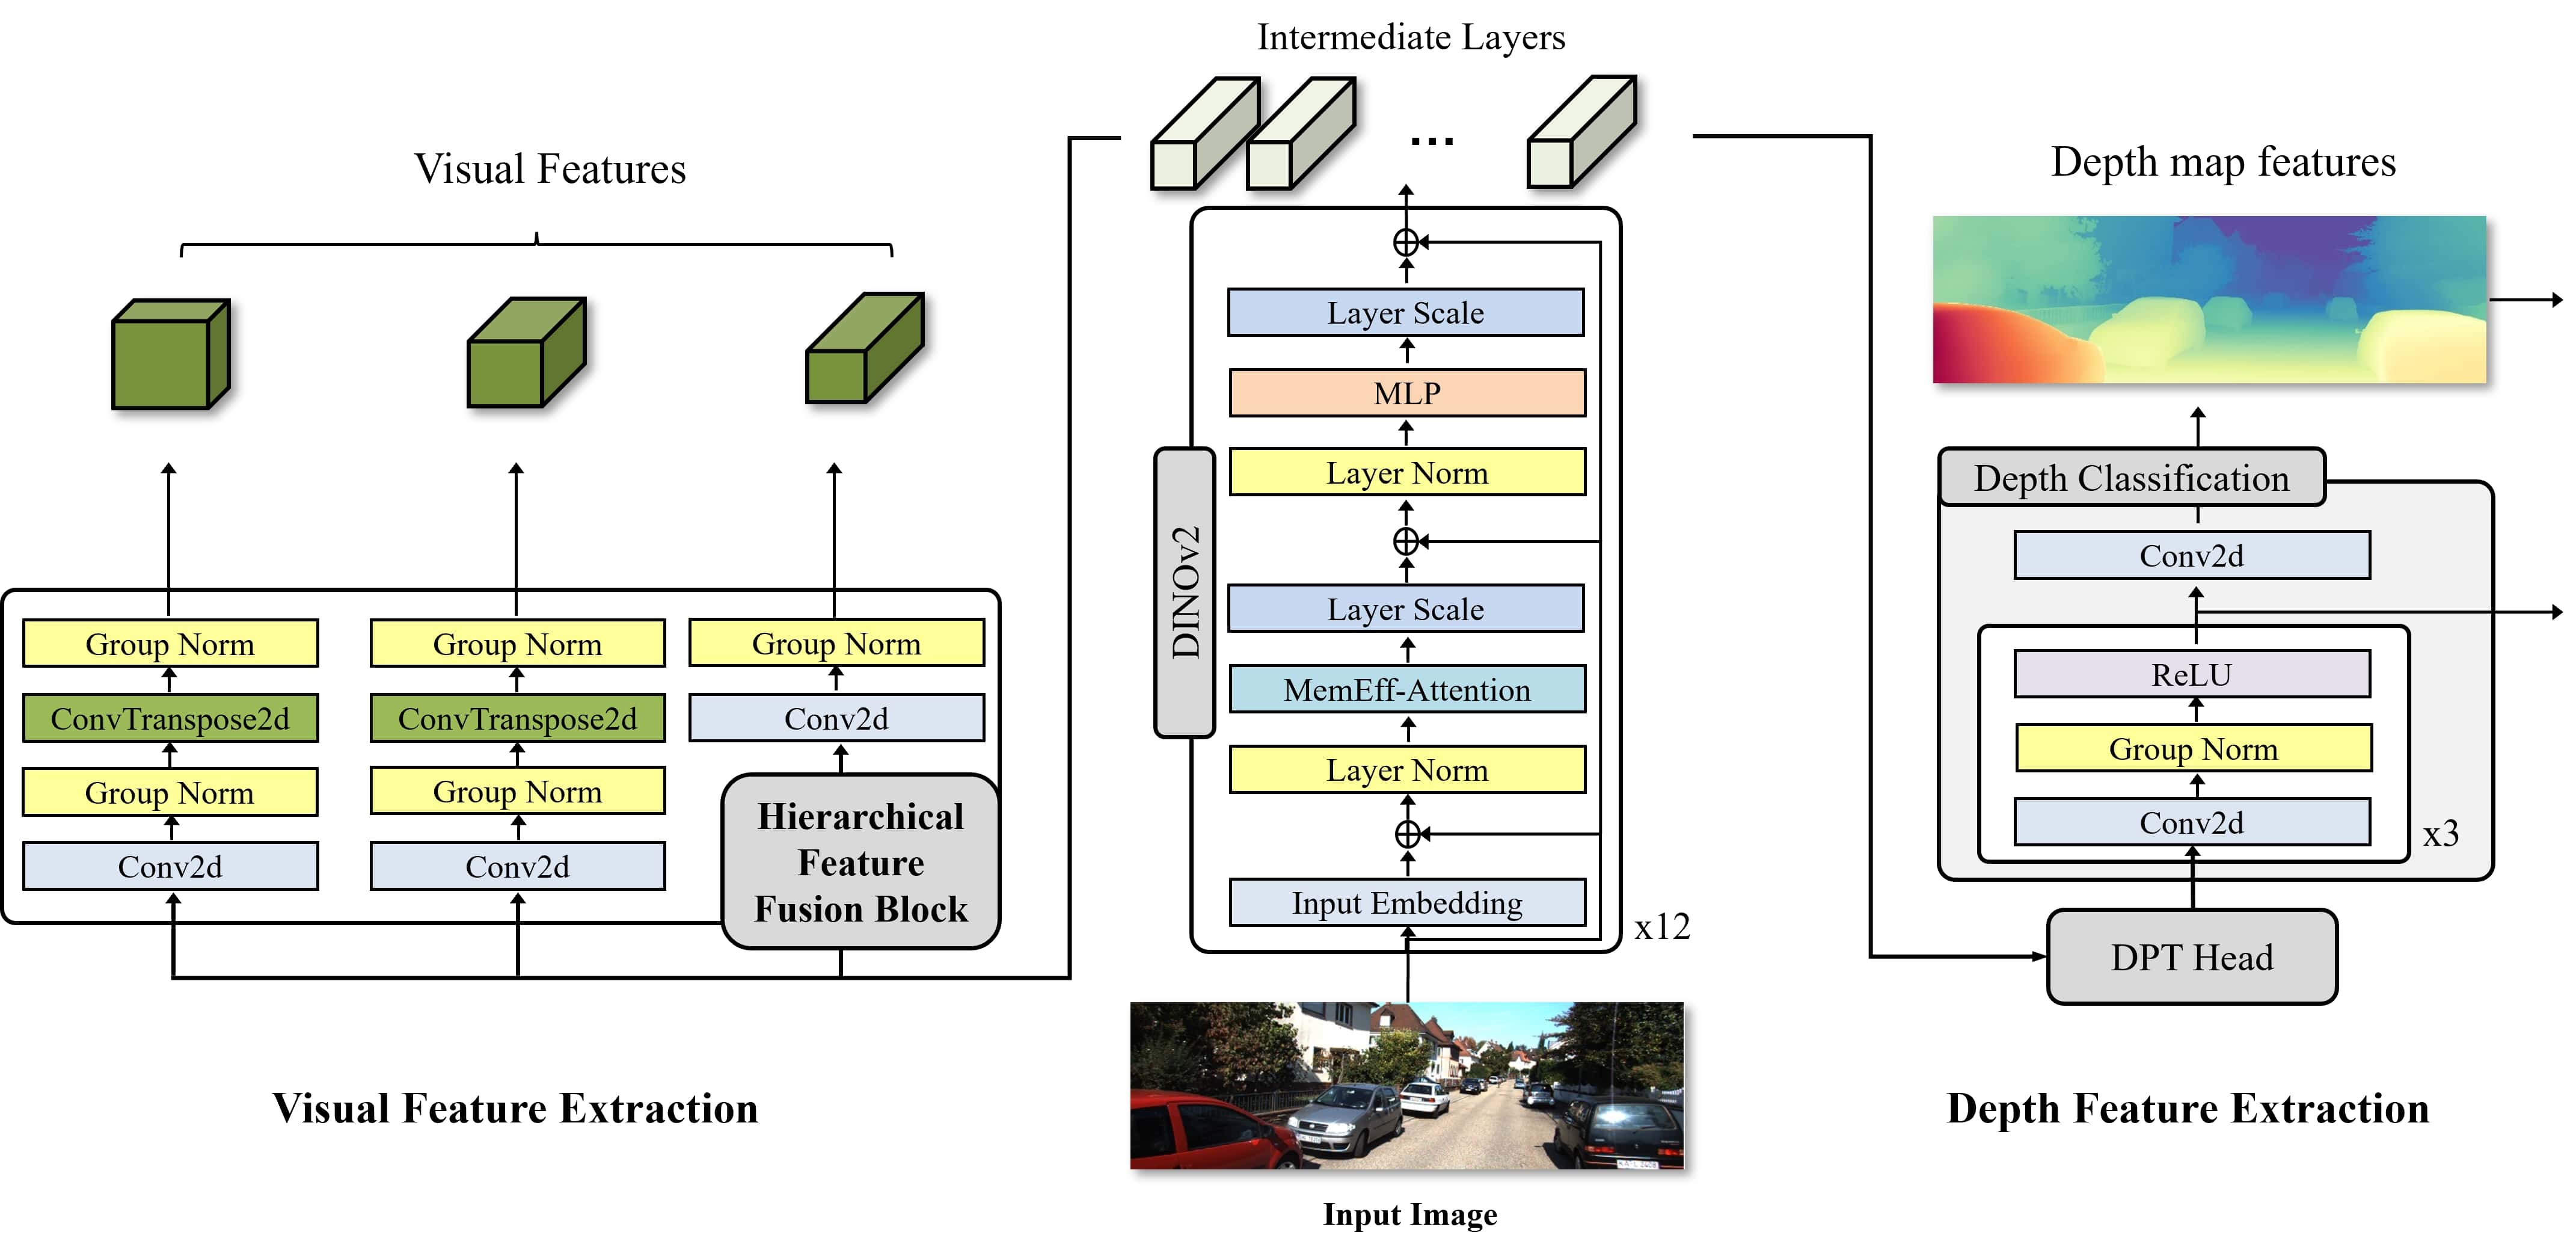 Intermediate Layers
Visual Features
Depth map features
Group Norm
ConvTranspose2d
Group Norm
Conv2d
Group Norm
ConvTranspose2d
Group Norm
Conv2d
Group Norm
Conv2d
Hierarchical
Feature
Fusion Block
Visual Feature Extraction
DINOv2
Layer Scale
MLP
Layer Norm
Layer Scale
MemEff-Attention
Layer Norm
Input Embedding
x12
Input Image
Depth Classification
Conv2d
ReLU
Group Norm
Conv2d
x3
DPT Head
Depth Feature Extraction